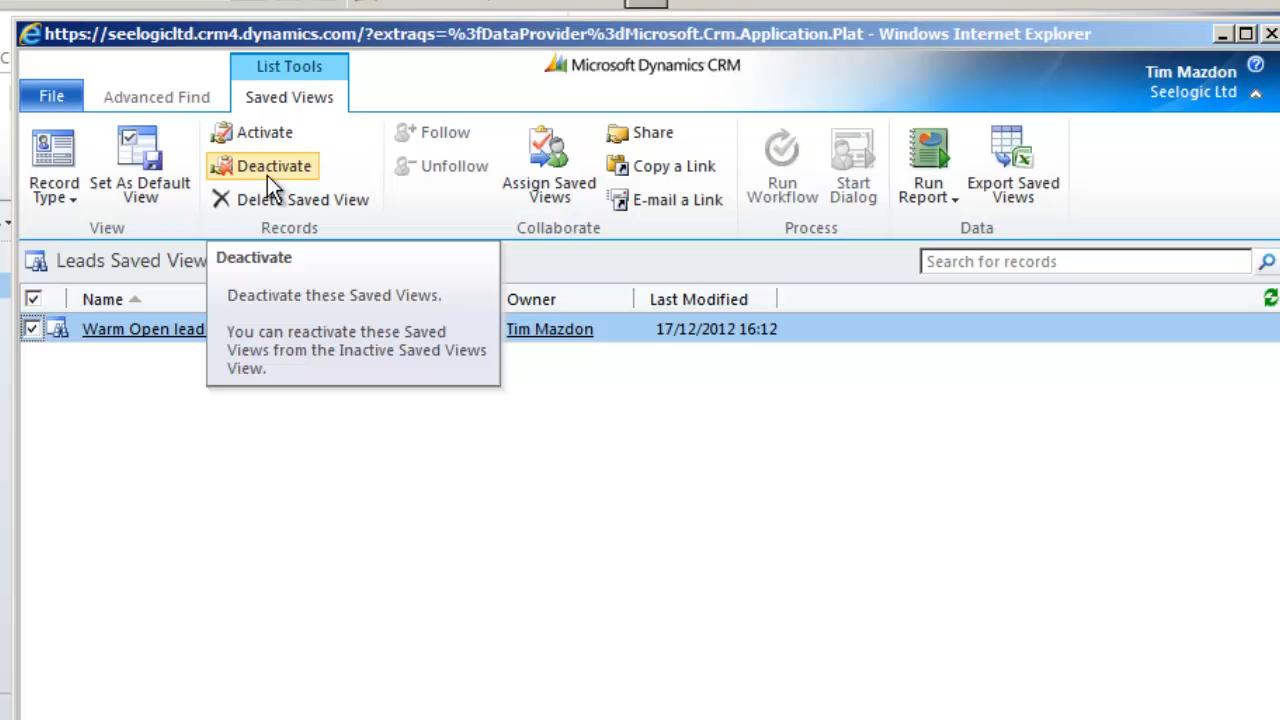 https://seelogicltd.crm4.dynamics.com/?extraqs=%3fDataProvider%3dMicrosoft.Crm.Application.Plat - Windows Internet Explorer
List Tools
Microsoft Dynamics CRM
Tim Mazdon
Seelogic Ltd
File
Advanced Find
Saved Views
Record Type
Set As Default View
Activate
Deactivate
Delete Saved View
Follow
Unfollow
Assign Saved Views
Share
Copy a Link
E-mail a Link
Run Workflow
Start Dialog
Run Report
Export Saved Views
View
Records
Collaborate
Process
Data
Leads Saved View
Search for records
Deactivate
Deactivate these Saved Views.
You can reactivate these Saved
Views from the Inactive Saved Views
View.
Name
Owner
Last Modified
Warm Open lead
Tim Mazdon
17/12/2012 16:12